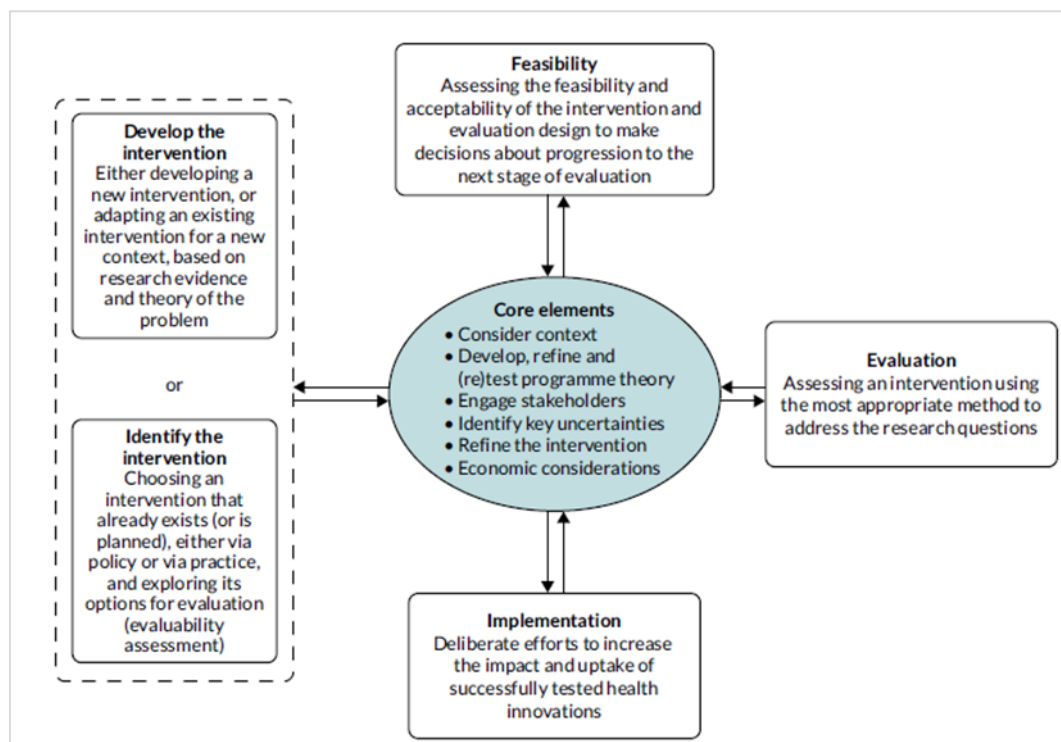 Feasibility
Assessing the feasibility and
acceptability of the intervention and
evaluation design to make
decisions about progression to the
next stage of evaluation
Develop the
intervention
Either developing a
new intervention, or
adapting an existing
intervention for a new
context, based on
research evidence
and theory of the
problem
or
Identify the
intervention
Choosing an
intervention that
already exists (or is
planned), either via
policy or via practice,
and exploring its
options for evaluation
(evaluability
assessment)
Core elements
• Consider context
• Develop, refine and
(re)test programme theory
• Engage stakeholders
• Identify key uncertainties
• Refine the intervention
• Economic considerations
Evaluation
Assessing an intervention using
the most appropriate method to
address the research questions
Implementation
Deliberate efforts to increase
the impact and uptake of
successfully tested health
innovations